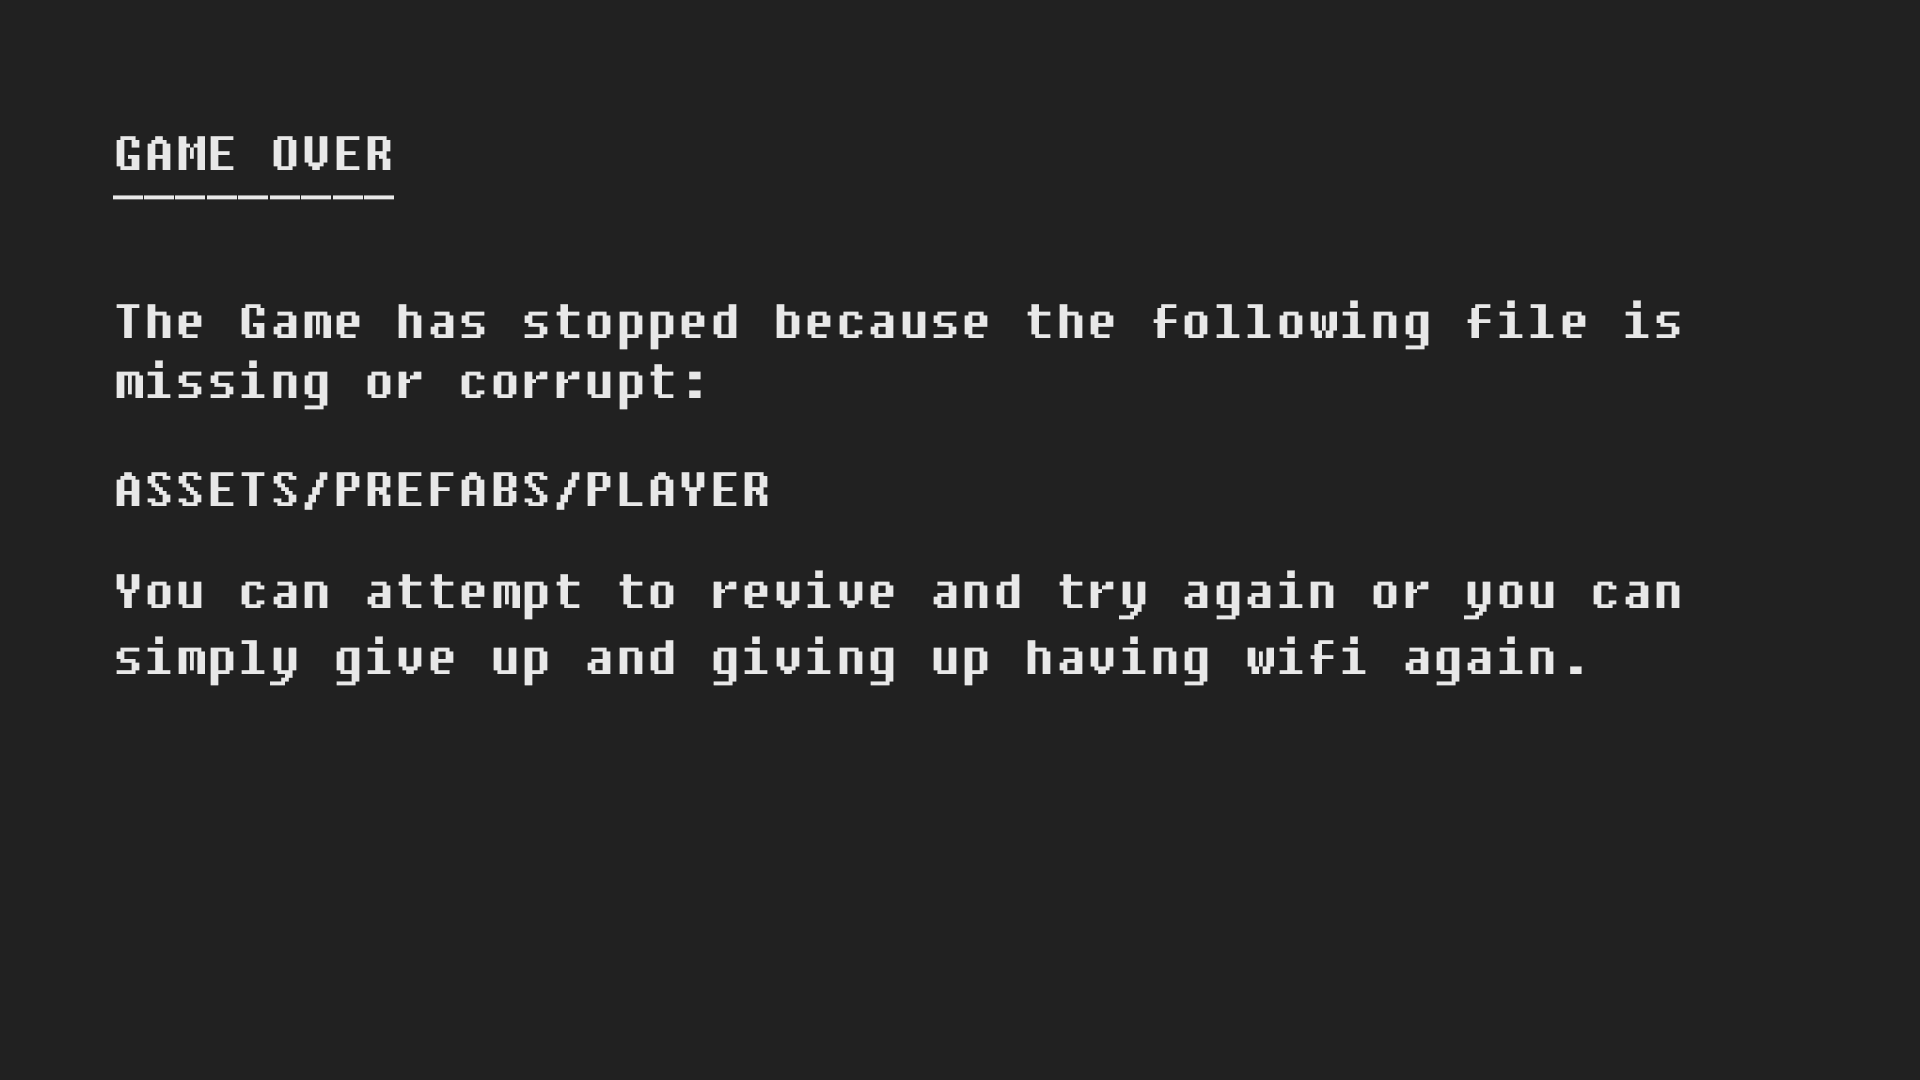 GAME OVER
The Game has stopped because the following file is
missing or corrupt:
ASSETS/PREFABS/PLAYER
You can attempt to revive and try again or you can
simply give up and giving up having wifi again.